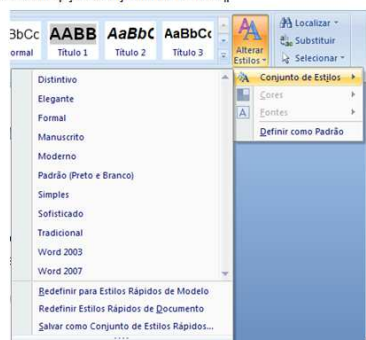 3bCc AABB AaBbC AaBbCc
ormal Título 1 Título 2 Título 3
Alterar
Estilos
Localizar
Substituir
Selecionar
Conjunto de Estilos
Cores
Fontes
Definir como Padrão
Distintivo
Elegante
Formal
Manuscrito
Moderno
Padrão (Preto e Branco)
Simples
Sofisticado
Tradicional
Word 2003
Word 2007
Redefinir para Estilos Rápidos de Modelo
Redefinir Estilos Rápidos de Documento
Salvar como Conjunto de Estilos Rápidos...